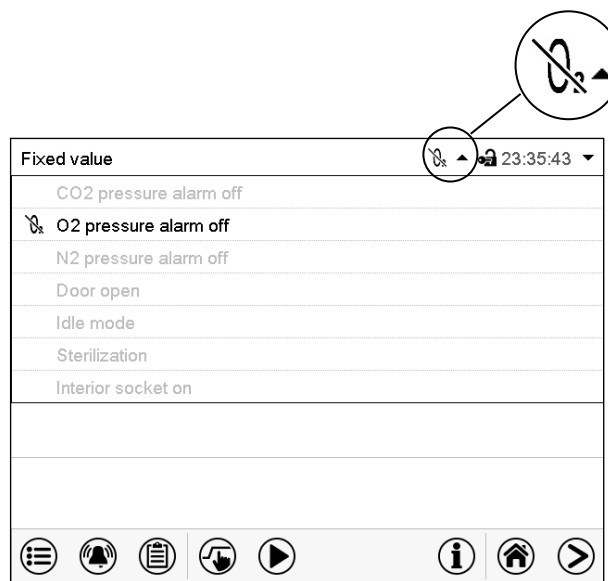 Fixed value 23:35:43
CO2 pressure alarm off
O2 pressure alarm off
N2 pressure alarm off
Door open
Idle mode
Sterilization
Interior socket on